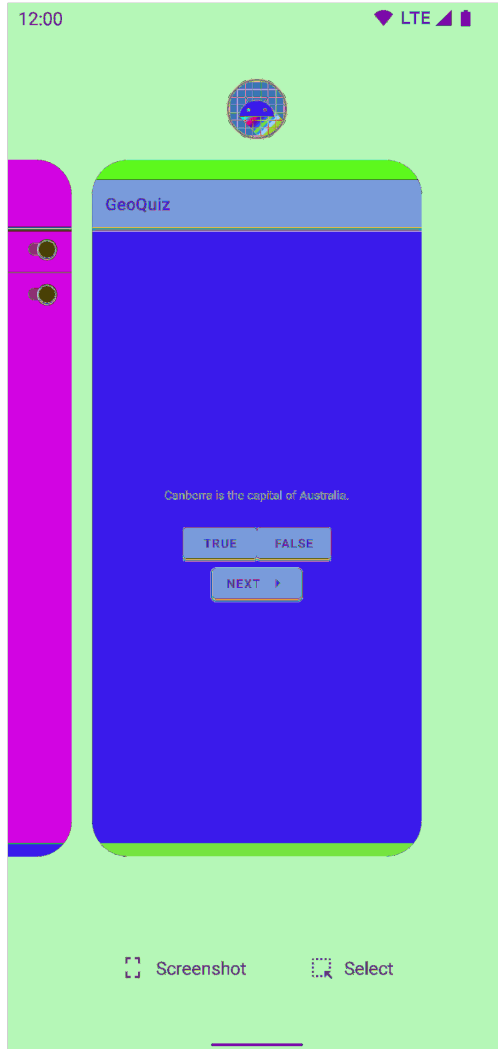 12:00 LTE
GeoQuiz
Canberra is the capital of Australia.
TRUE FALSE
NEXT
Screenshot Select